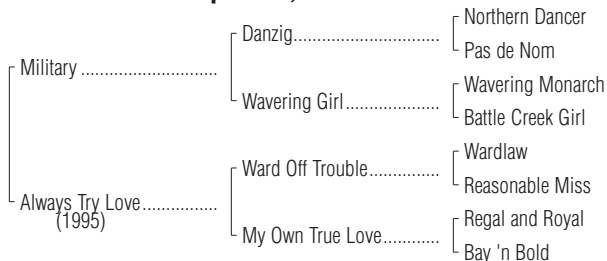 Northern Dancer
Danzig...............................
Pas de Nom
Military .............................
Wavering Monarch
Wavering Girl....................
Battle Creek Girl
Wardlaw
Ward Off Trouble...............
Reasonable Miss
Always Try Love................
(1995)
Regal and Royal
My Own True Love............
Bay 'n Bold